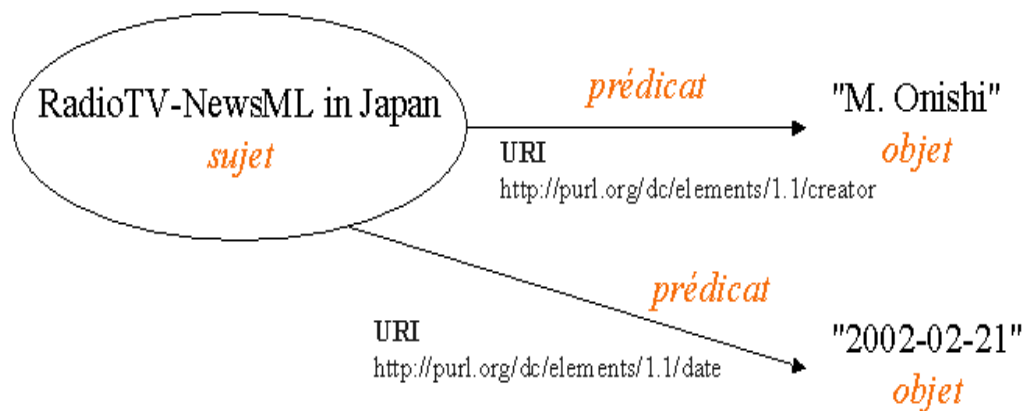 RadioTV-NewsML in Japan
sujet
prédicat
URI
http://purl.org/dc/elements/1.1/creator
"M. Onishi"
objet
prédicat
URI
http://purl.org/dc/elements/1.1/date
"2002-02-21"
objet